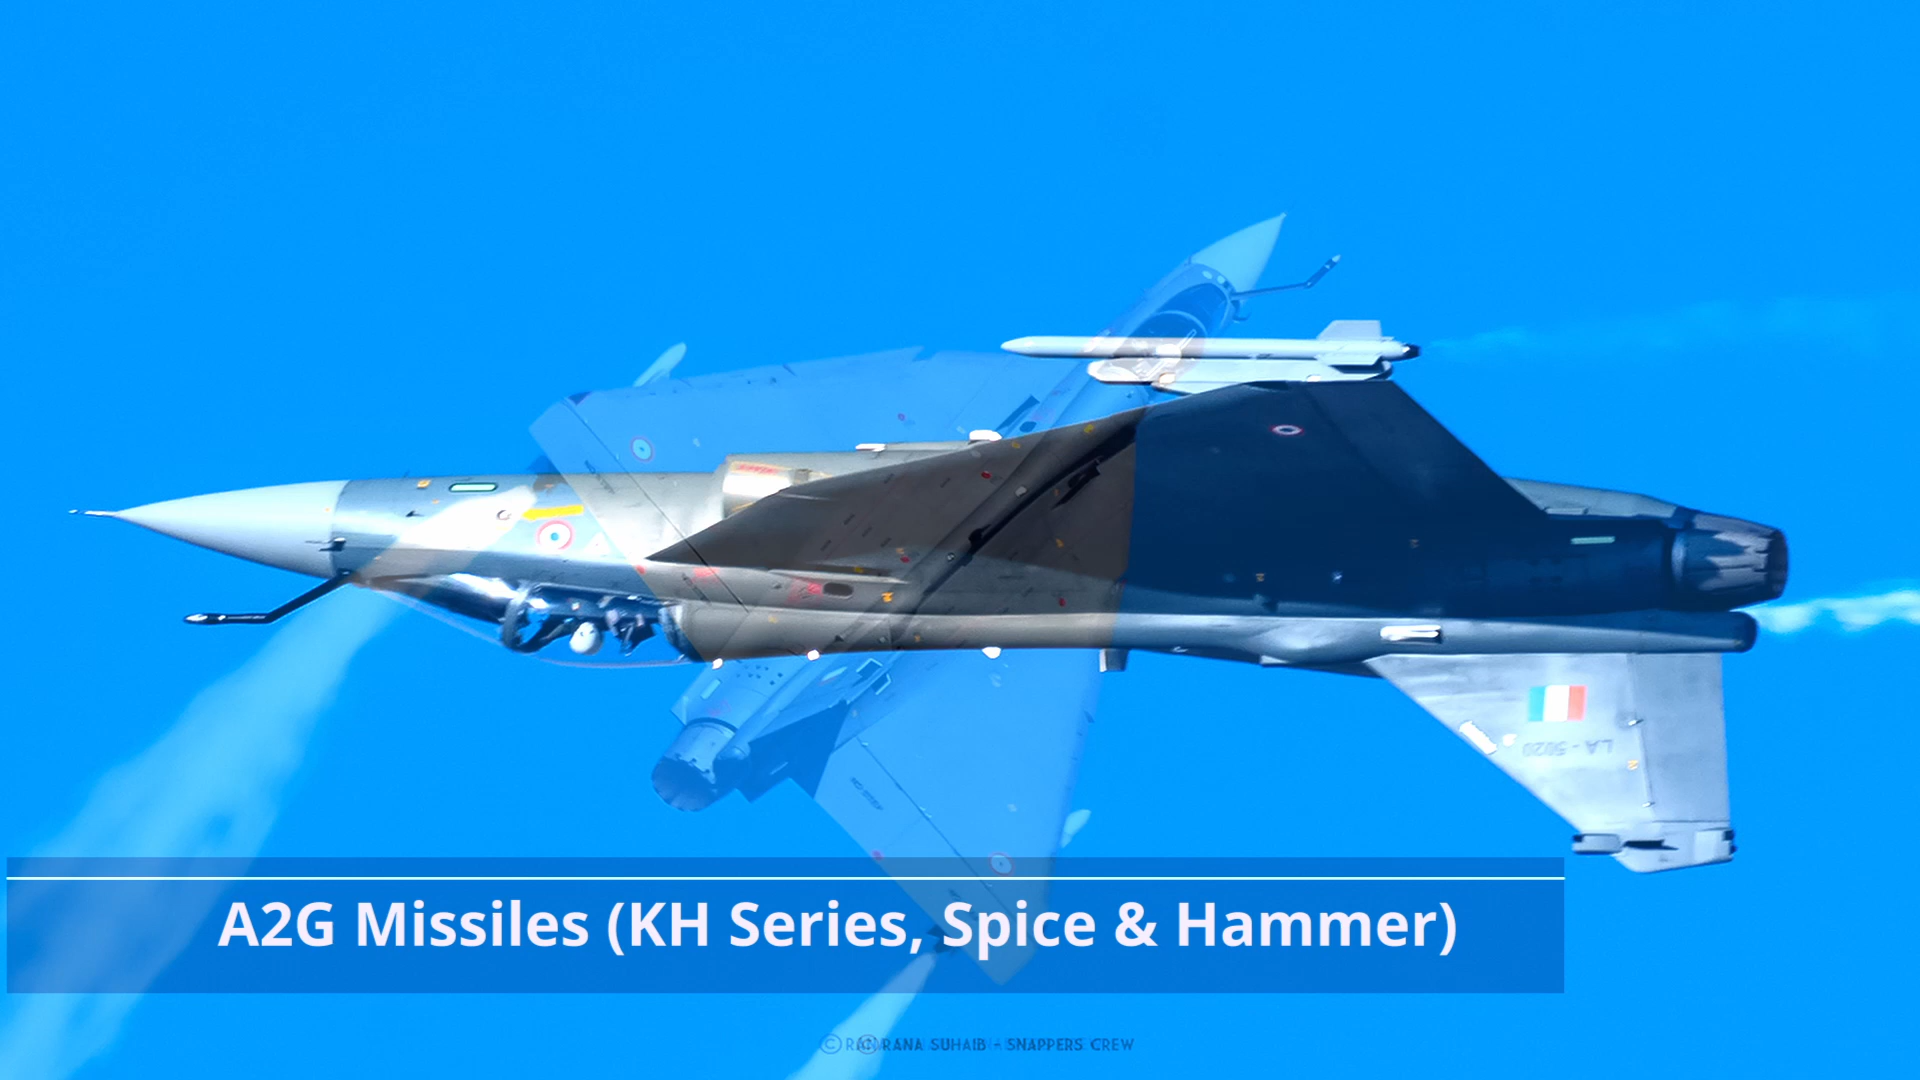 LA - 5020
A2G Missiles (KH Series, Spice & Hammer)
RANA SUHAIB - SNAPPERS CREW